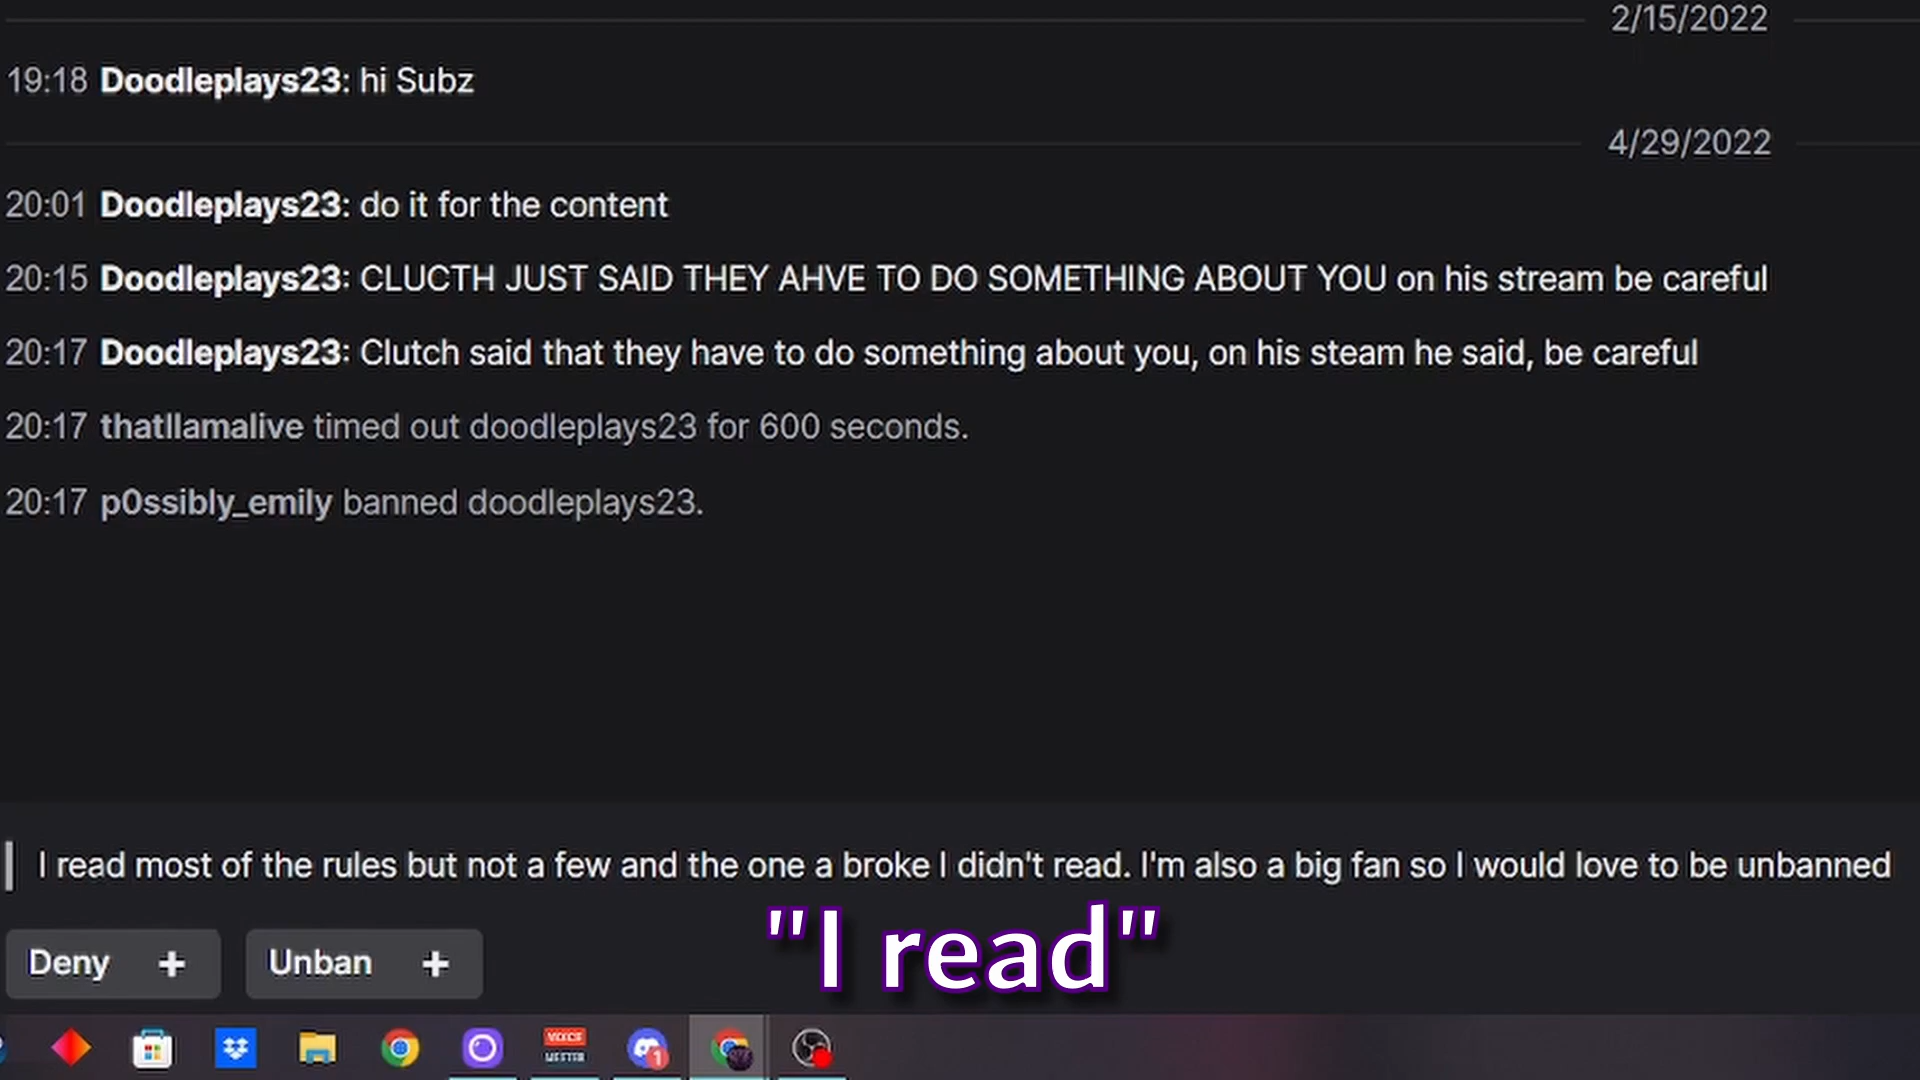 2/15/2022
19:18 Doodleplays23: hi Subz
4/29/2022
20:01 Doodleplays23: do it for the content
20:15 Doodleplays23: CLUCTH JUST SAID THEY AHVE TO DO SOMETHING ABOUT YOU on his stream be careful
20:17 Doodleplays23: Clutch said that they have to do something about you, on his steam he said, be careful
20:17 thatllamalive timed out doodleplays23 for 600 seconds.
20:17 p0ssibly_emily banned doodleplays23.
I read most of the rules but not a few and the one a broke I didn't read. I'm also a big fan so I would love to be unbanned
"I read"
Deny + Unban +
VOICE
MEETER
1